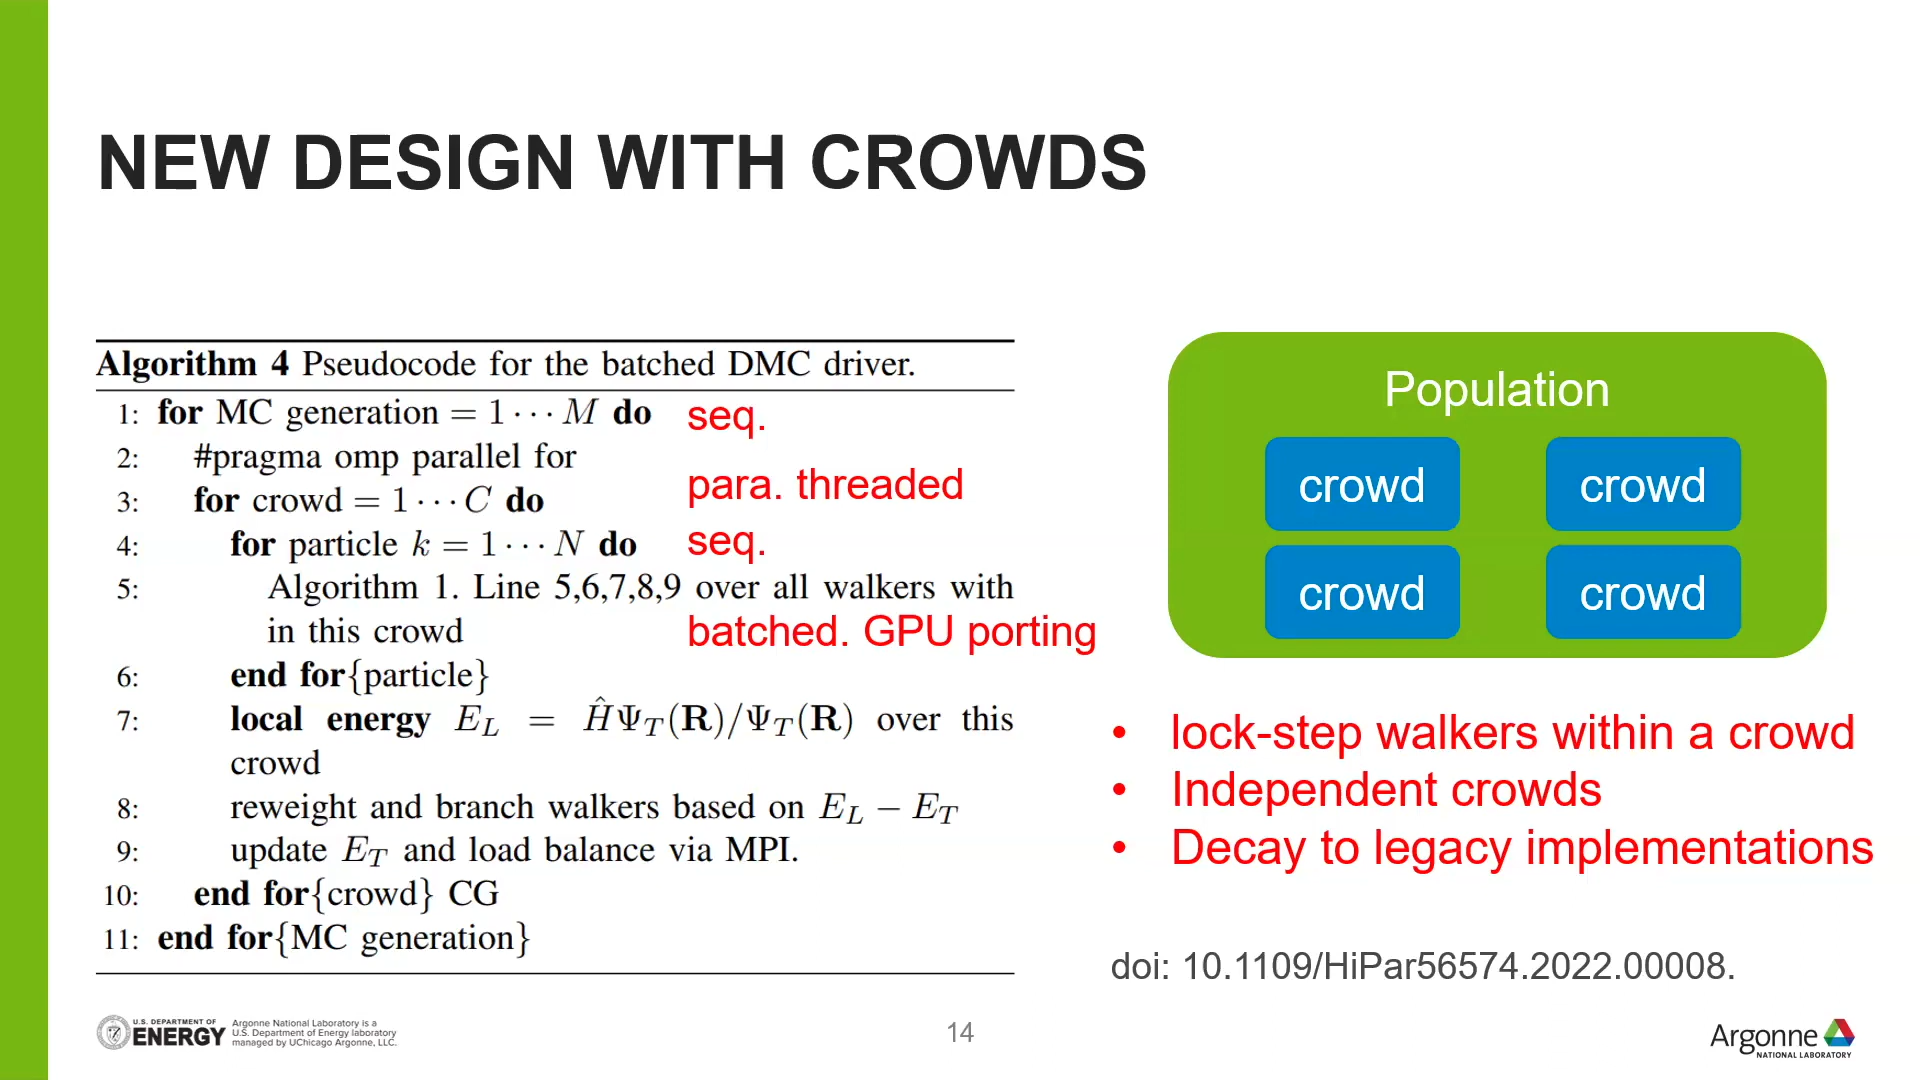 NEW DESIGN WITH CROWDS
Algorithm 4 Pseudocode for the batched DMC driver.
1: for MC generation = 1 ⋯ M do seq.
2: #pragma omp parallel for
para. threaded
3: for crowd = 1 ⋯ C do
4: for particle k = 1 ⋯ N do seq.
5: Algorithm 1. Line 5,6,7,8,9 over all walkers with
in this crowd batched. GPU porting
6: end for{particle}
7: local energy E_L = ĤΨ_T(R)/Ψ_T(R) over this
crowd
8: reweight and branch walkers based on E_L − E_T
9: update E_T and load balance via MPI.
10: end for{crowd} CG
11: end for{MC generation}
Population
crowd crowd
crowd crowd
• lock-step walkers within a crowd
• Independent crowds
• Decay to legacy implementations
doi: 10.1109/HiPar56574.2022.00008.
U.S. DEPARTMENT OF
ENERGY
Argonne National Laboratory is a
U.S. Department of Energy laboratory
managed by UChicago Argonne, LLC.
14
Argonne
NATIONAL LABORATORY